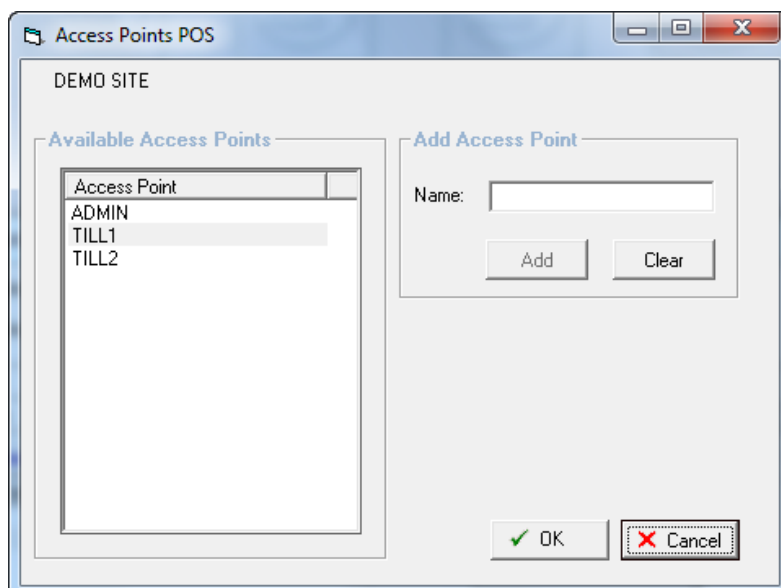 Access Points POS
DEMO SITE
Available Access Points
Access Point
ADMIN
TILL1
TILL2
Add Access Point
Name:
Add
Clear
OK
Cancel